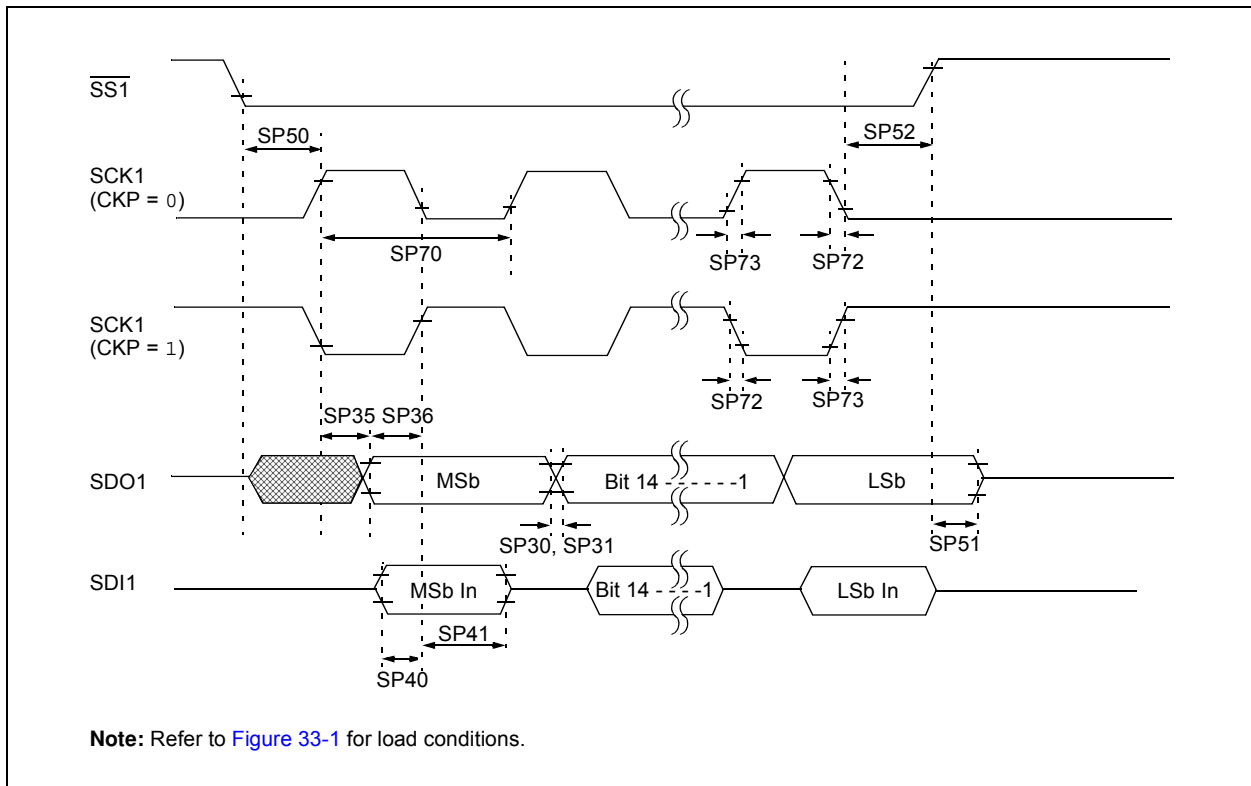 SS1
SP50
SP52
SCK1
(CKP = 0)
SP70
SP73
SP72
SCK1
(CKP = 1)
SP72
SP73
SP35
SP36
SDO1
MSb
Bit 14 - - - - - -1
LSb
SP30, SP31
SP51
SDI1
MSb In
Bit 14 - - - -1
LSb In
SP41
SP40
Note: Refer to Figure 33-1 for load conditions.